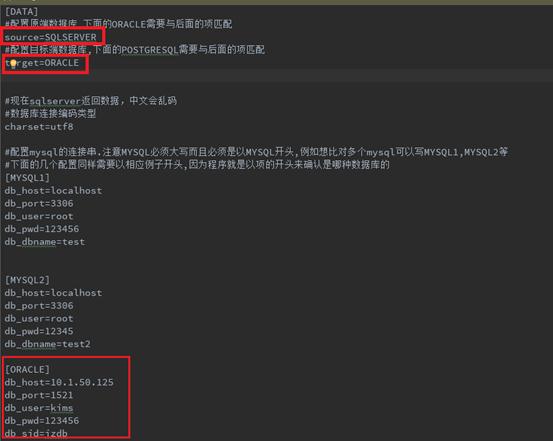 [DATA]
#配置原端数据库,下面的ORACLE需要与后面的项匹配
source=SQLSERVER
#配置目标端数据库,下面的POSTGRESQL需要与后面的项匹配
target=ORACLE
#现在sqlserver返回数据，中文会乱码
#数据库连接编码类型
charset=utf8
#配置mysql的连接串.注意MYSQL必须大写而且必须是以MYSQL开头,例如想比对多个mysql可以写MYSQL1,MYSQL2等
#下面的几个配置同样需要以相应例子开头,因为程序就是以项的开头来确认是哪种数据库的
[MYSQL1]
db_host=localhost
db_port=3306
db_user=root
db_pwd=123456
db_dbname=test
[MYSQL2]
db_host=localhost
db_port=3306
db_user=root
db_pwd=12345
db_dbname=test2
[ORACLE]
db_host=10.1.50.125
db_port=1521
db_user=kims
db_pwd=123456
db_sid=jzdb